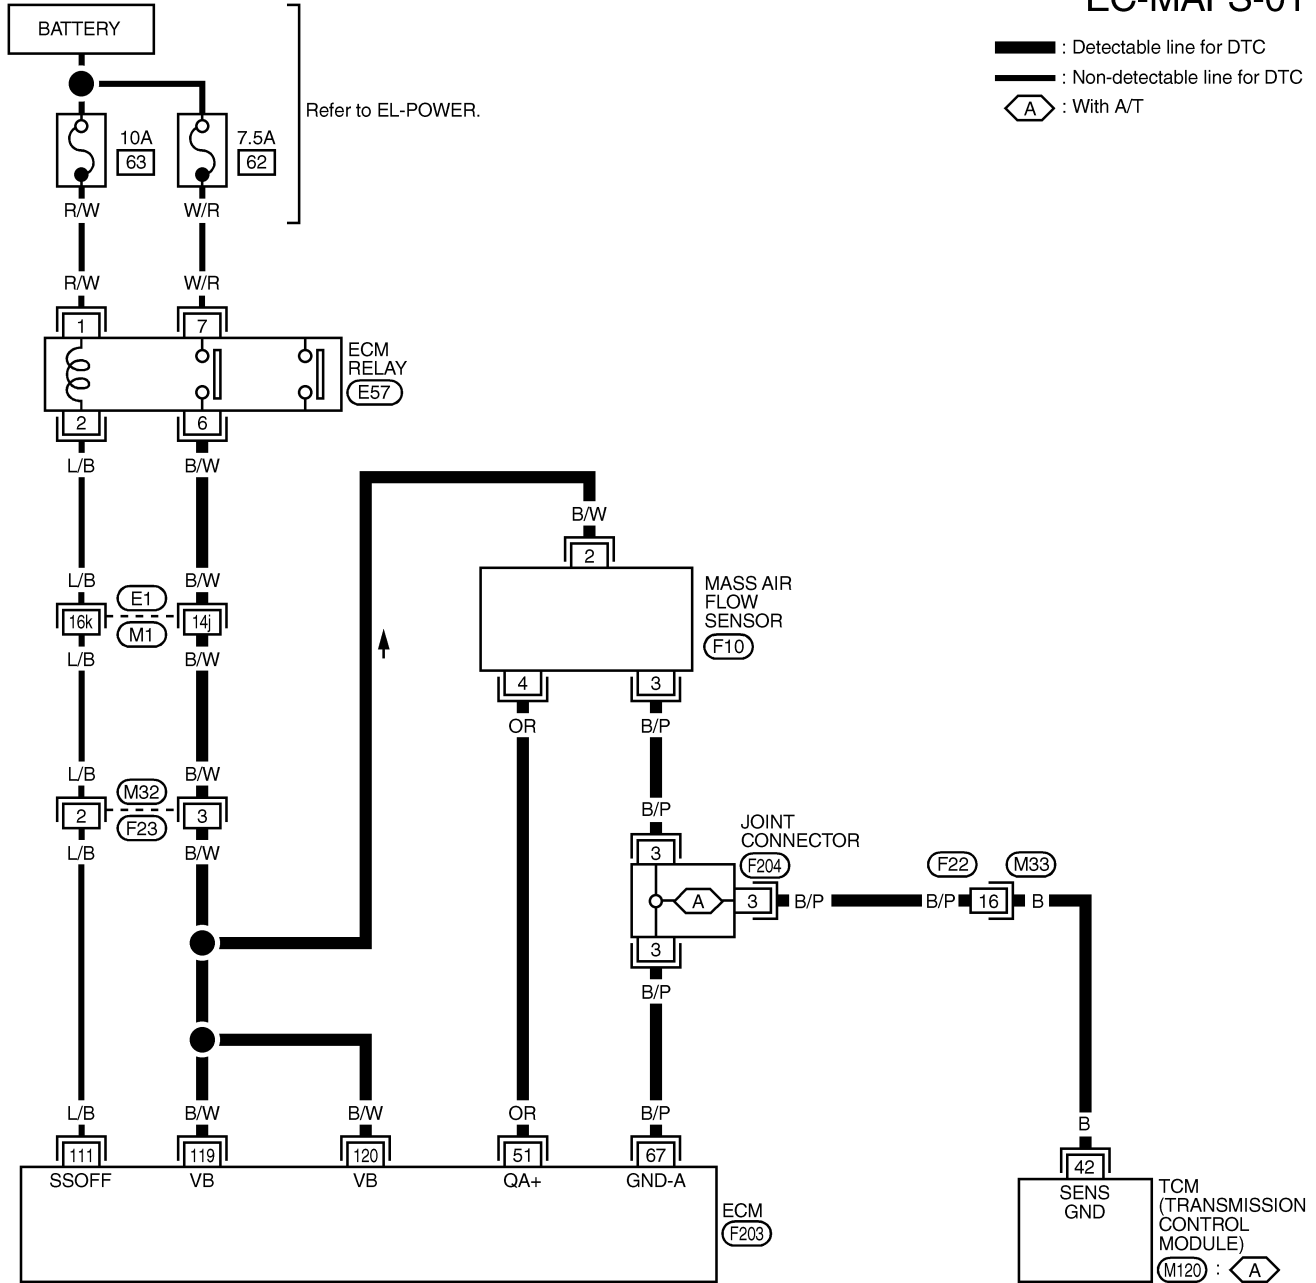 EC-MAFS-01
BATTERY
: Detectable line for DTC
: Non-detectable line for DTC
A : With A/T
Refer to EL-POWER.
10A
63
7.5A
62
R/W
W/R
R/W
W/R
1
7
ECM
RELAY
E57
2
6
L/B
B/W
B/W
2
MASS AIR
FLOW
SENSOR
F10
L/B
E1
B/W
16k
M1
14j
L/B
B/W
4
3
OR
B/P
L/B
M32
B/W
2
F23
3
L/B
B/W
B/P
JOINT
CONNECTOR
F204
3
A
3
3
B/P
B/P
F22
M33
16
B
B/P
L/B
B/W
B/W
OR
B/P
B
111
119
120
51
67
42
SSOFF
VB
VB
QA+
GND-A
SENS
GND
ECM
F203
TCM
(TRANSMISSION
CONTROL
MODULE)
M120 : A